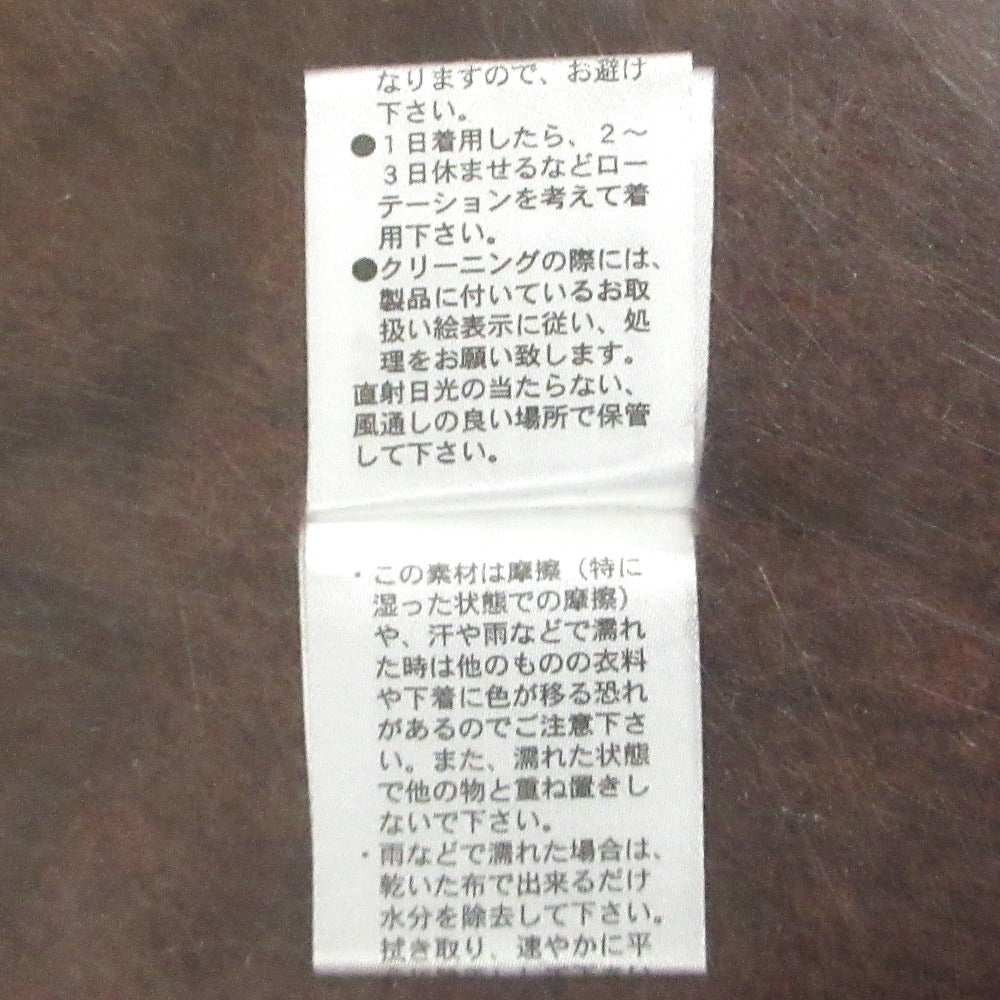 なりますので、お避け
下さい。
●1日着用したら、2〜
3日休ませるなどロー
テーションを考えて着
用下さい。
●クリーニングの際には、
製品に付いているお取
扱い絵表示に従い、処
理をお願い致します。
直射日光の当たらない、
風通しの良い場所で保管
して下さい。
・この素材は摩擦（特に
湿った状態での摩擦）
や、汗や雨などで濡れ
た時は他のものの衣料
や下着に色が移る恐れ
があるのでご注意下さ
い。また、濡れた状態
で他の物と重ね置きし
ないで下さい。
・雨などで濡れた場合は、
乾いた布で出来るだけ
水分を除去して下さい。
拭き取り、速やかに平